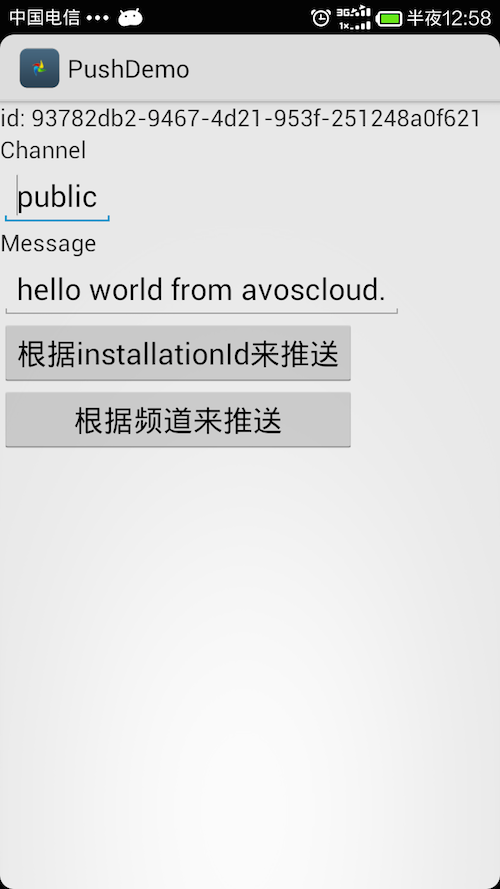 中国电信 ••• 3G 1x 半夜12:58
PushDemo
id: 93782db2-9467-4d21-953f-251248a0f621
Channel
public
Message
hello world from avoscloud.
根据installationId来推送
根据频道来推送